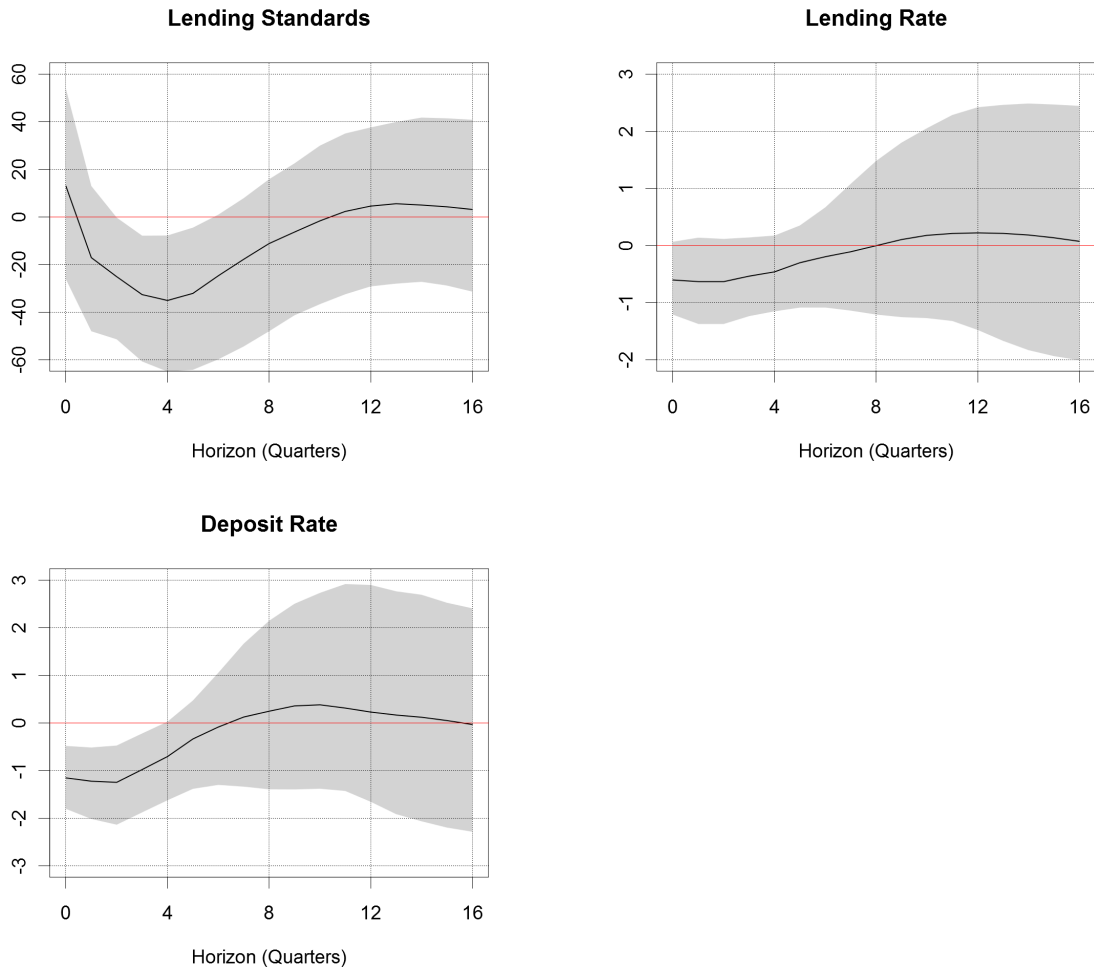 Lending Standards
60
40
20
0
-20
-40
-60
0 4 8 12 16
Horizon (Quarters)
Lending Rate
3
2
1
0
-1
-2
0 4 8 12 16
Horizon (Quarters)
Deposit Rate
3
2
1
0
-1
-2
-3
0 4 8 12 16
Horizon (Quarters)